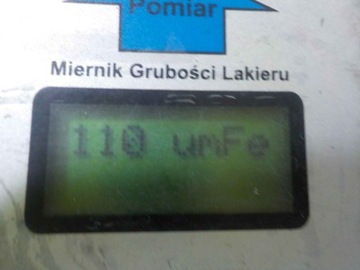 Pomiar
Miernik Grubości Lakieru
110 umFe